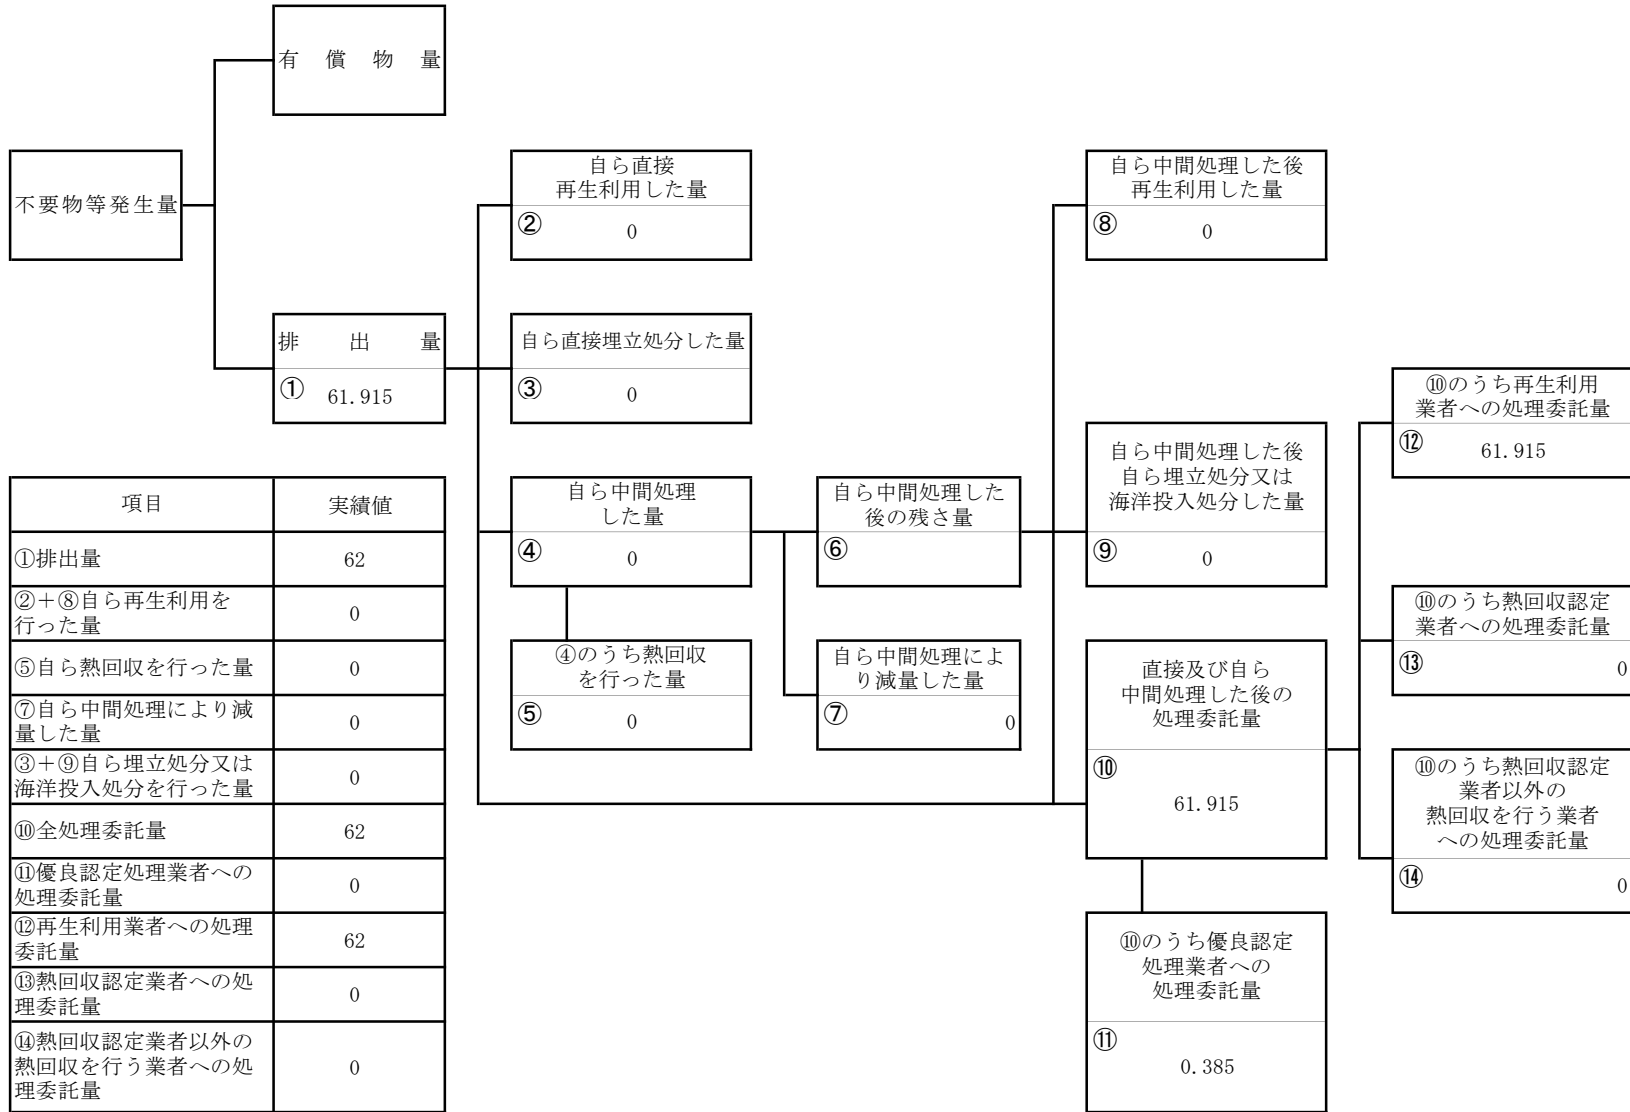 有償物量
不要物等発生量
排出量
① 61.915
自ら直接
再生利用した量
② 0
自ら直接埋立処分した量
③ 0
自ら中間処理
した量
④ 0
④のうち熱回収
を行った量
⑤ 0
自ら中間処理した
後の残さ量
⑥
自ら中間処理によ
り減量した量
⑦ 0
自ら中間処理した後
再生利用した量
⑧ 0
自ら中間処理した後
自ら埋立処分又は
海洋投入処分した量
⑨ 0
直接及び自ら
中間処理した後の
処理委託量
⑩
61.915
⑩のうち優良認定
処理業者への
処理委託量
⑪
0.385
⑩のうち再生利用
業者への処理委託量
⑫ 61.915
⑩のうち熱回収認定
業者への処理委託量
⑬ 0
⑩のうち熱回収認定
業者以外の
熱回収を行う業者
への処理委託量
⑭ 0
項目 実績値
①排出量 62
②+⑧自ら再生利用を
行った量 0
⑤自ら熱回収を行った量 0
⑦自ら中間処理により減
量した量 0
③+⑨自ら埋立処分又は
海洋投入処分を行った量 0
⑩全処理委託量 62
⑪優良認定処理業者への
処理委託量 0
⑫再生利用業者への処理
委託量 62
⑬熱回収認定業者への処
理委託量 0
⑭熱回収認定業者以外の
熱回収を行う業者への処
理委託量 0